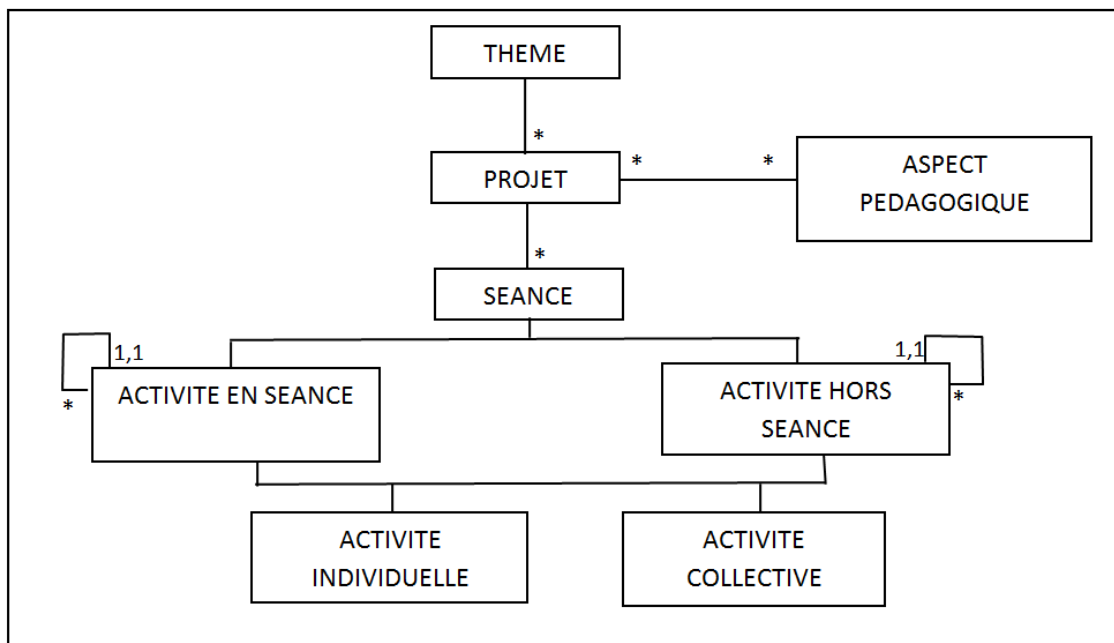 THEME
*
PROJET
*
*
ASPECT
PEDAGOGIQUE
*
SEANCE
1,1
*
ACTIVITE EN SEANCE
1,1
*
ACTIVITE HORS
SEANCE
ACTIVITE
INDIVIDUELLE
ACTIVITE
COLLECTIVE